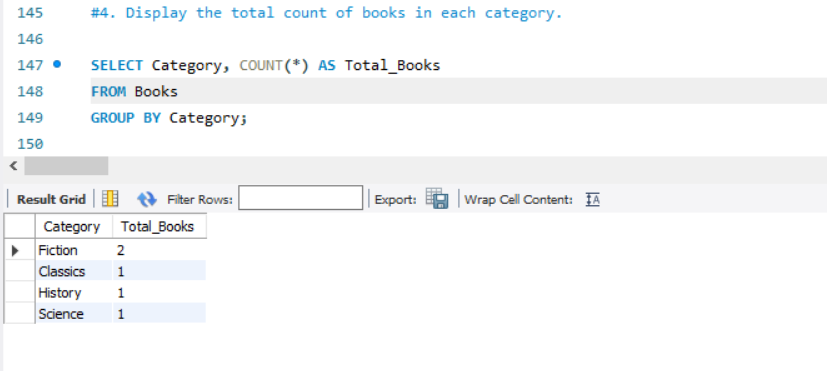 145 #4. Display the total count of books in each category.
146
147 SELECT Category, COUNT(*) AS Total_Books
148 FROM Books
149 GROUP BY Category;
150
Result Grid Filter Rows: Export: Wrap Cell Content:
Category Total_Books
Fiction 2
Classics 1
History 1
Science 1